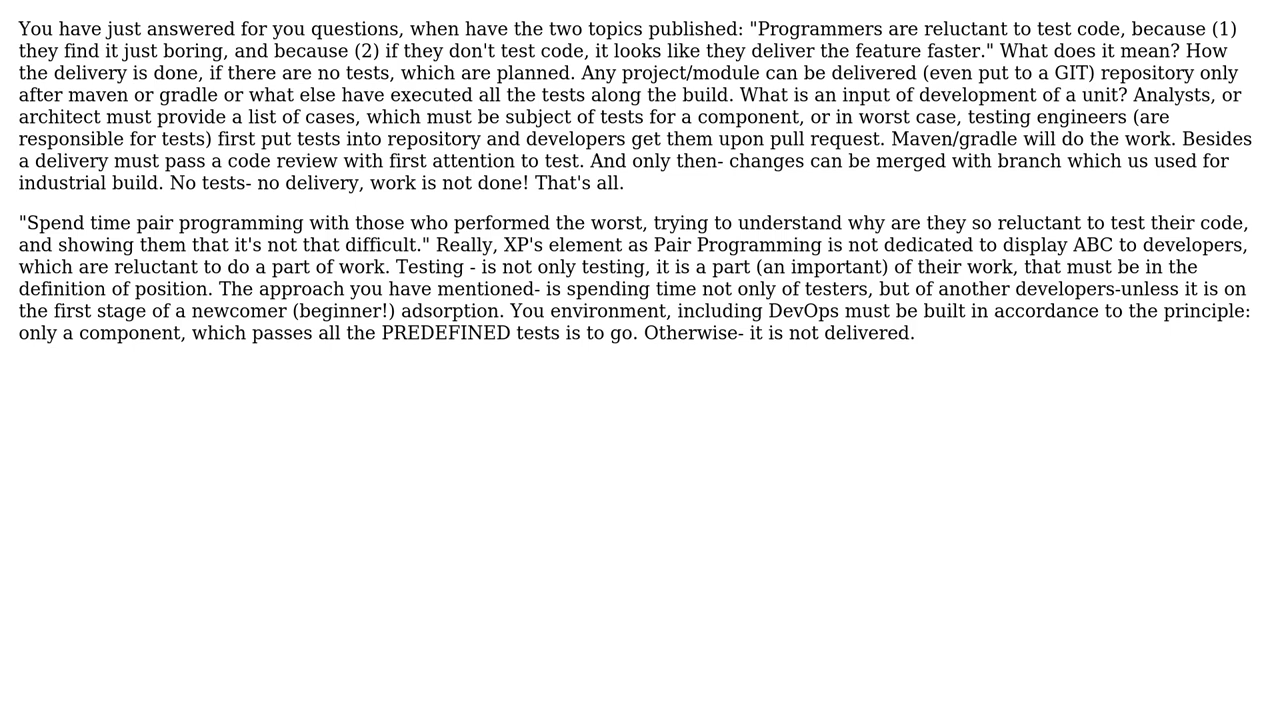 You have just answered for you questions, when have the two topics published: "Programmers are reluctant to test code, because (1)
they find it just boring, and because (2) if they don't test code, it looks like they deliver the feature faster." What does it mean? How
the delivery is done, if there are no tests, which are planned. Any project/module can be delivered (even put to a GIT) repository only
after maven or gradle or what else have executed all the tests along the build. What is an input of development of a unit? Analysts, or
architect must provide a list of cases, which must be subject of tests for a component, or in worst case, testing engineers (are
responsible for tests) first put tests into repository and developers get them upon pull request. Maven/gradle will do the work. Besides
a delivery must pass a code review with first attention to test. And only then- changes can be merged with branch which us used for
industrial build. No tests- no delivery, work is not done! That's all.
"Spend time pair programming with those who performed the worst, trying to understand why are they so reluctant to test their code,
and showing them that it's not that difficult." Really, XP's element as Pair Programming is not dedicated to display ABC to developers,
which are reluctant to do a part of work. Testing - is not only testing, it is a part (an important) of their work, that must be in the
definition of position. The approach you have mentioned- is spending time not only of testers, but of another developers-unless it is on
the first stage of a newcomer (beginner!) adsorption. You environment, including DevOps must be built in accordance to the principle:
only a component, which passes all the PREDEFINED tests is to go. Otherwise- it is not delivered.